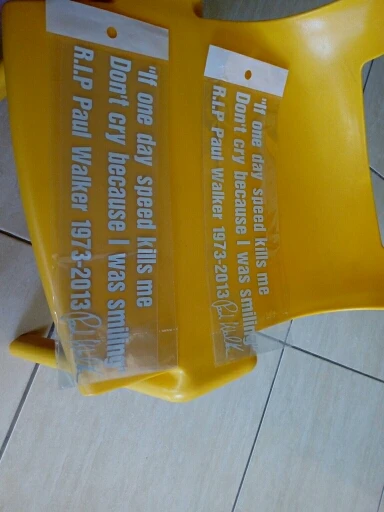 "If one day speed kills me
Don't cry because I was smiling
R.I.P Paul Walker 1973-2013
"If one day speed kills me
Don't cry because I was smiling
R.I.P Paul Walker 1973-2013